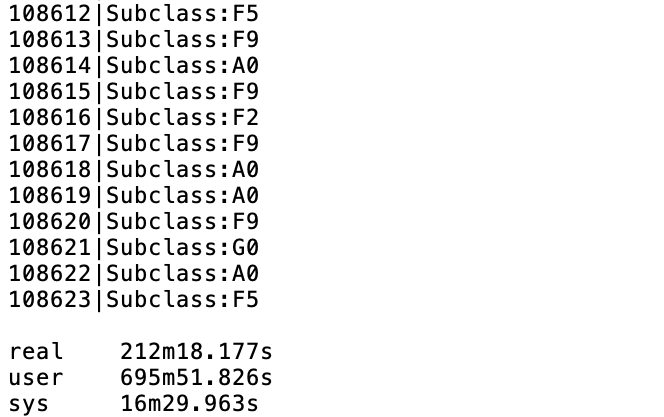 108612|Subclass:F5
108613|Subclass:F9
108614|Subclass:A0
108615|Subclass:F9
108616|Subclass:F2
108617|Subclass:F9
108618|Subclass:A0
108619|Subclass:A0
108620|Subclass:F9
108621|Subclass:G0
108622|Subclass:A0
108623|Subclass:F5

real    212m18.177s
user    695m51.826s
sys     16m29.963s